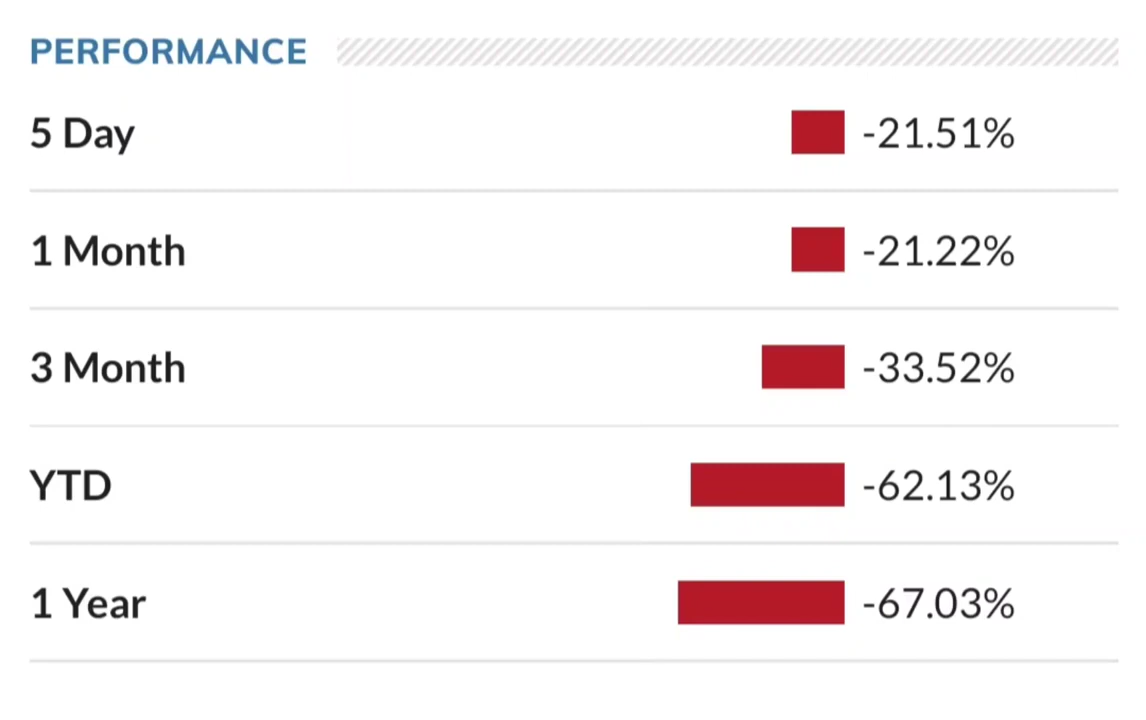 PERFORMANCE
5 Day -21.51%
1 Month -21.22%
3 Month -33.52%
YTD -62.13%
1 Year -67.03%